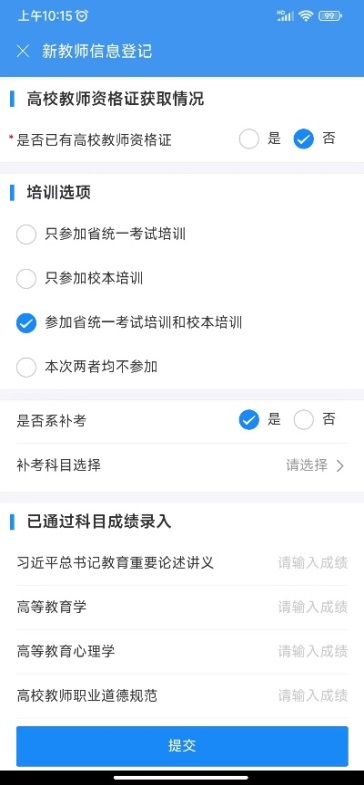 上午10:15
HD
99
新教师信息登记
高校教师资格证获取情况
*是否已有高校教师资格证 是 否
培训选项
只参加省统一考试培训
只参加校本培训
参加省统一考试培训和校本培训
本次两者均不参加
是否系补考 是 否
补考科目选择 请选择
已通过科目成绩录入
习近平总书记教育重要论述讲义 请输入成绩
高等教育学 请输入成绩
高等教育心理学 请输入成绩
高校教师职业道德规范 请输入成绩
提交